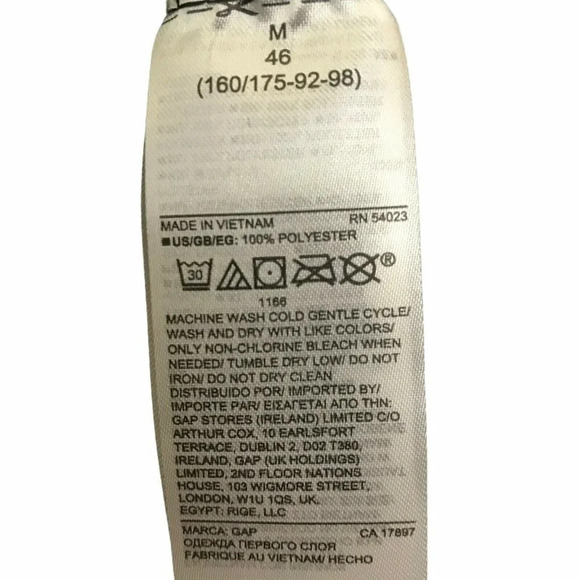 M
46
(160/175-92-98)
MADE IN VIETNAM RN 54023
■US/GB/EG: 100% POLYESTER
30
®
1166
MACHINE WASH COLD GENTLE CYCLE/
WASH AND DRY WITH LIKE COLORS/
ONLY NON-CHLORINE BLEACH WHEN
NEEDED/ TUMBLE DRY LOW/ DO NOT
IRON/ DO NOT DRY CLEAN
DISTRIBUIDO POR/ IMPORTED BY/
IMPORTE PAR/ ΕΙΣΑΓΕΤΑΙ ΑΠΟ ΤΗΝ:
GAP STORES (IRELAND) LIMITED C/O
ARTHUR COX, 10 EARLSFORT
TERRACE, DUBLIN 2, D02 T380,
IRELAND, GAP (UK HOLDINGS)
LIMITED, 2ND FLOOR NATIONS
HOUSE, 103 WIGMORE STREET,
LONDON, W1U 1QS, UK.
EGYPT: RIGE, LLC
MARCA: GAP CA 17897
ОДЕЖДА ПЕРВОГО СЛОЯ
FABRIQUE AU VIETNAM/ HECHO